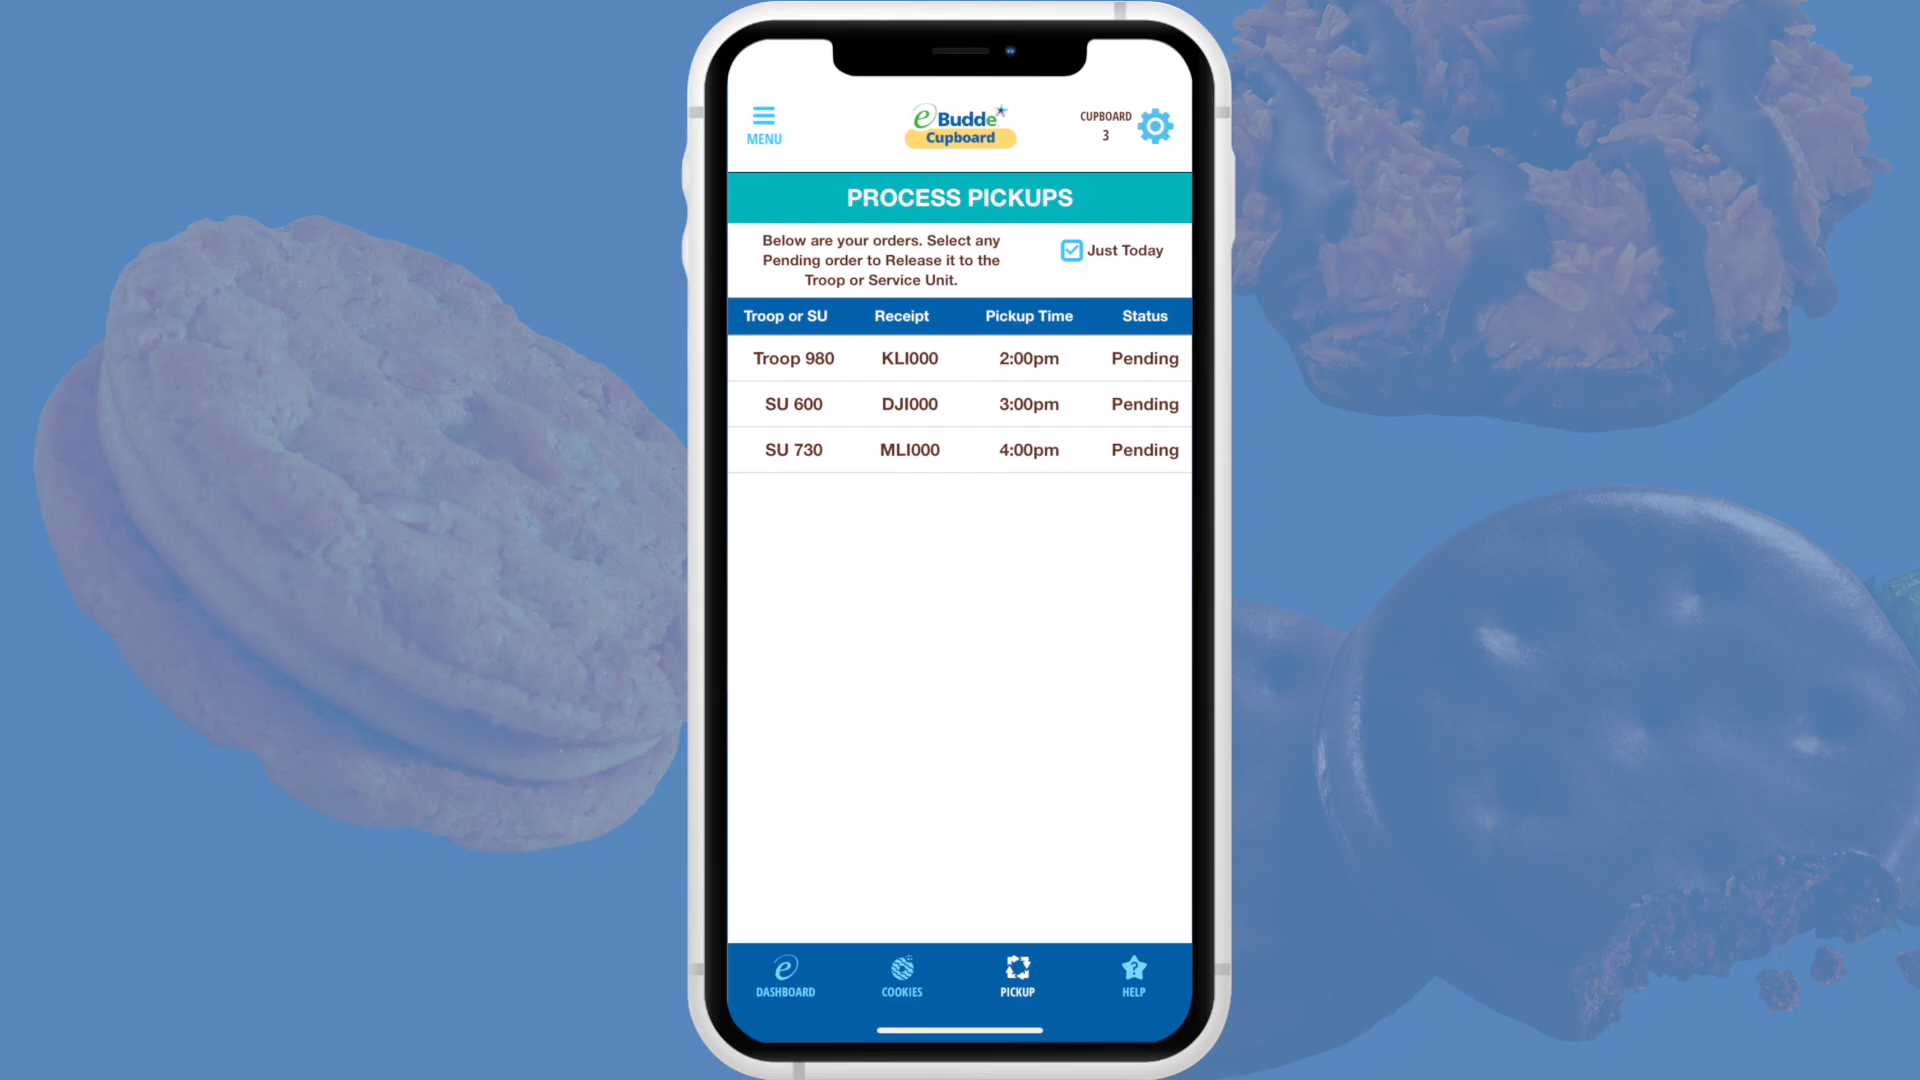 MENU
eBudde
Cupboard
CUPBOARD
3
PROCESS PICKUPS
Below are your orders. Select any
Pending order to Release it to the
Troop or Service Unit.
Just Today
Troop or SU Receipt Pickup Time Status
Troop 980 KLI000 2:00pm Pending
SU 600 DJI000 3:00pm Pending
SU 730 MLI000 4:00pm Pending
DASHBOARD COOKIES PICKUP HELP